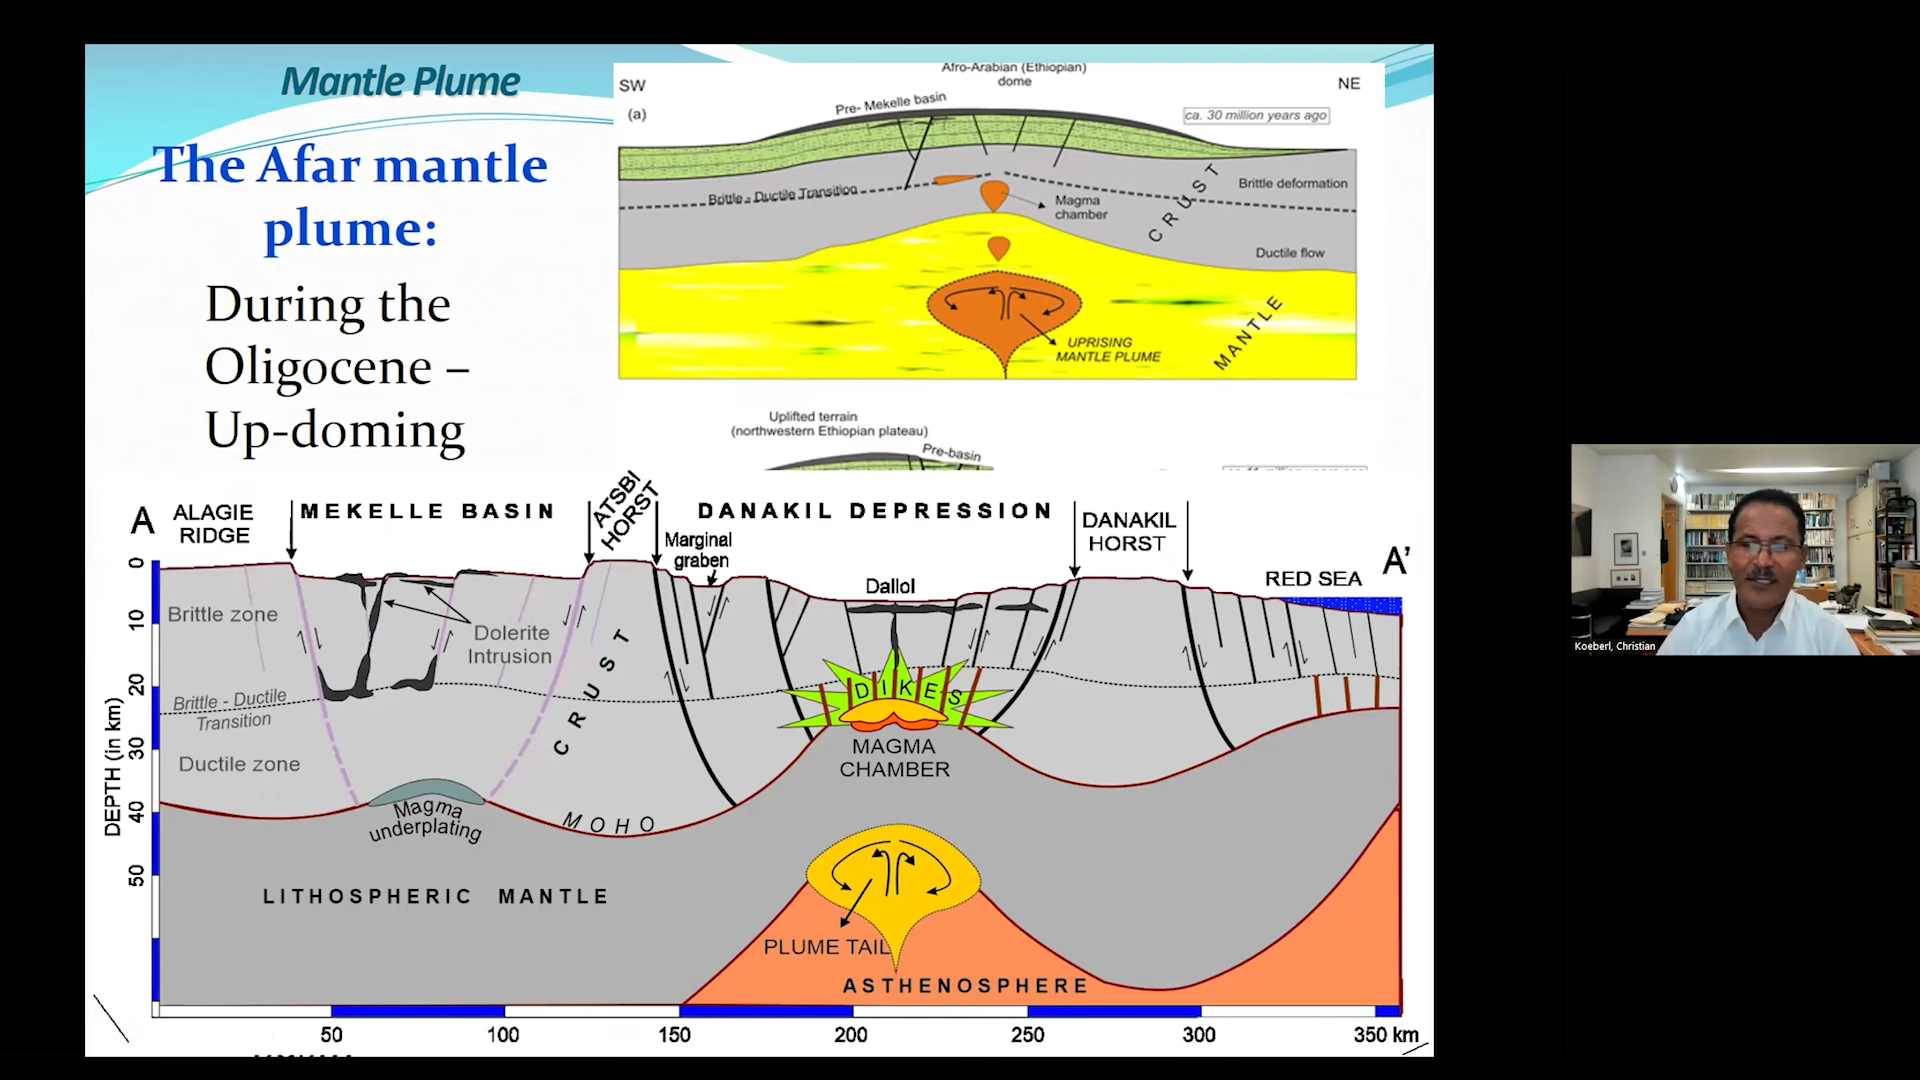 Mantle Plume
The Afar mantle
plume:
During the
Oligocene –
Up-doming
SW
Afro-Arabian (Ethiopian)
dome
NE
(a)
Pre- Mekelle basin
ca. 30 million years ago
Brittle - Ductile Transition
Magma
chamber
CRUST
Brittle deformation
Ductile flow
UPRISING
MANTLE PLUME
MANTLE
Uplifted terrain
(northwestern Ethiopian plateau)
Pre-basin
A
ALAGIE
RIDGE
MEKELLE BASIN
ATSBI
HORST
DANAKIL DEPRESSION
DANAKIL
HORST
A’
Marginal
graben
Dallol
RED SEA
Brittle zone
Dolerite
Intrusion
CRUST
DIKES
Brittle - Ductile
Transition
Ductile zone
MAGMA
CHAMBER
Magma
underplating
MOHO
LITHOSPHERIC MANTLE
PLUME TAIL
ASTHENOSPHERE
DEPTH (in km)
0
10
20
30
40
50
50 100 150 200 250 300 350 km
Koeberl, Christian